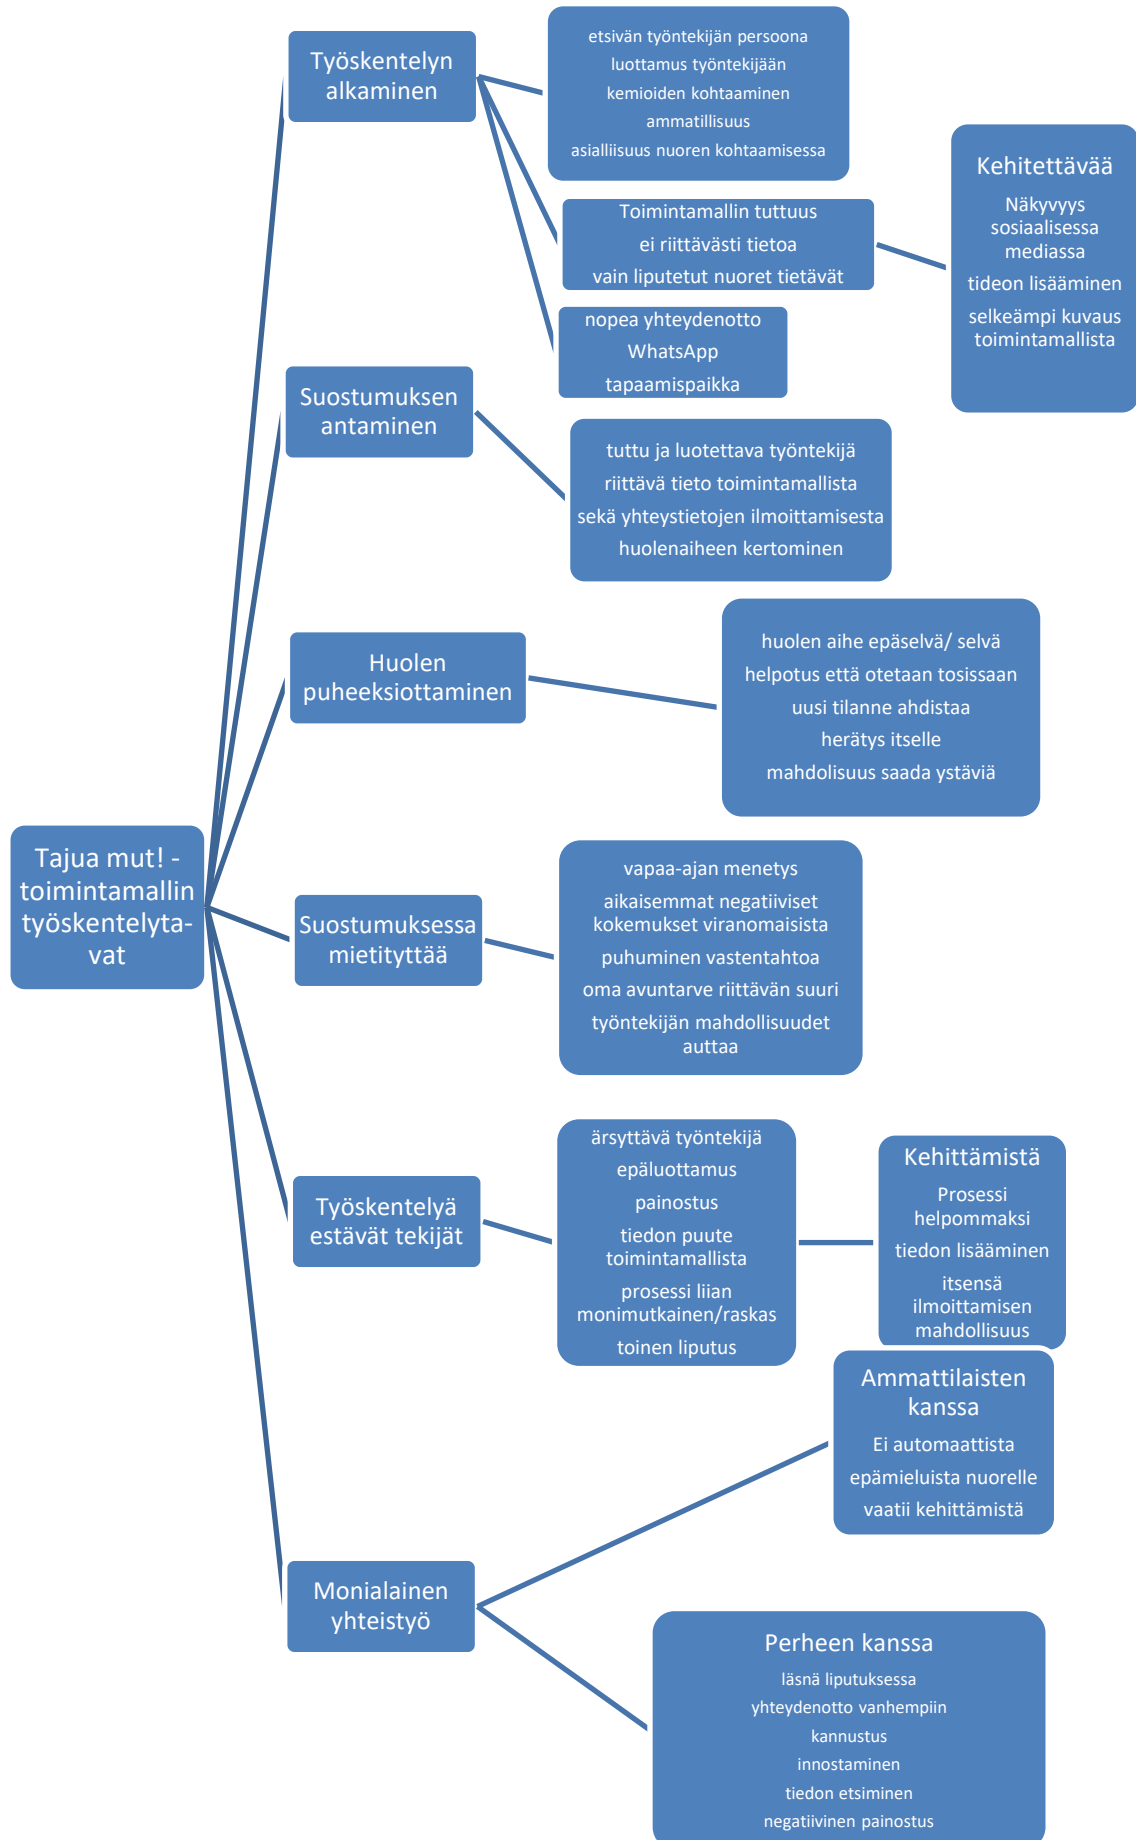 Työskentelyn
alkaminen
etsivän työntekijän persoona
luottamus työntekijään
kemioiden kohtaaminen
ammatillisuus
asiallisuus nuoren kohtaamisessa
Toimintamallin tuttuus
ei riittävästi tietoa
vain liputetut nuoret tietävät
Kehitettävää
Näkyvyys
sosiaalisessa
mediassa
tideon lisääminen
selkeämpi kuvaus
toimintamallista
nopea yhteydenotto
WhatsApp
tapaamispaikka
Suostumuksen
antaminen
tuttu ja luotettava työntekijä
riittävä tieto toimintamallista
sekä yhteystietojen ilmoittamisesta
huolenaiheen kertominen
Huolen
puheeksiottaminen
huolen aihe epäselvä/ selvä
helpotus että otetaan tosissaan
uusi tilanne ahdistaa
herätys itselle
mahdolisuus saada ystäviä
Tajua mut! -
toimintamallin
työskentelyta-
vat
Suostumuksessa
mietityttää
vapaa-ajan menetys
aikaisemmat negatiiviset
kokemukset viranomaisista
puhuminen vastentahtoa
oma avuntarve riittävän suuri
työntekijän mahdollisuudet
auttaa
Työskentelyä
estävät tekijät
ärsyttävä työntekijä
epäluottamus
painostus
tiedon puute
toimintamallista
prosessi liian
monimutkainen/raskas
toinen liputus
Kehittämistä
Prosessi
helpommaksi
tiedon lisääminen
itsensä
ilmoittamisen
mahdollisuus
Monialainen
yhteistyö
Ammattilaisten
kanssa
Ei automaattista
epämieluista nuorelle
vaatii kehittämistä
Perheen kanssa
läsnä liputuksessa
yhteydenotto vanhempiin
kannustus
innostaminen
tiedon etsiminen
negatiivinen painostus